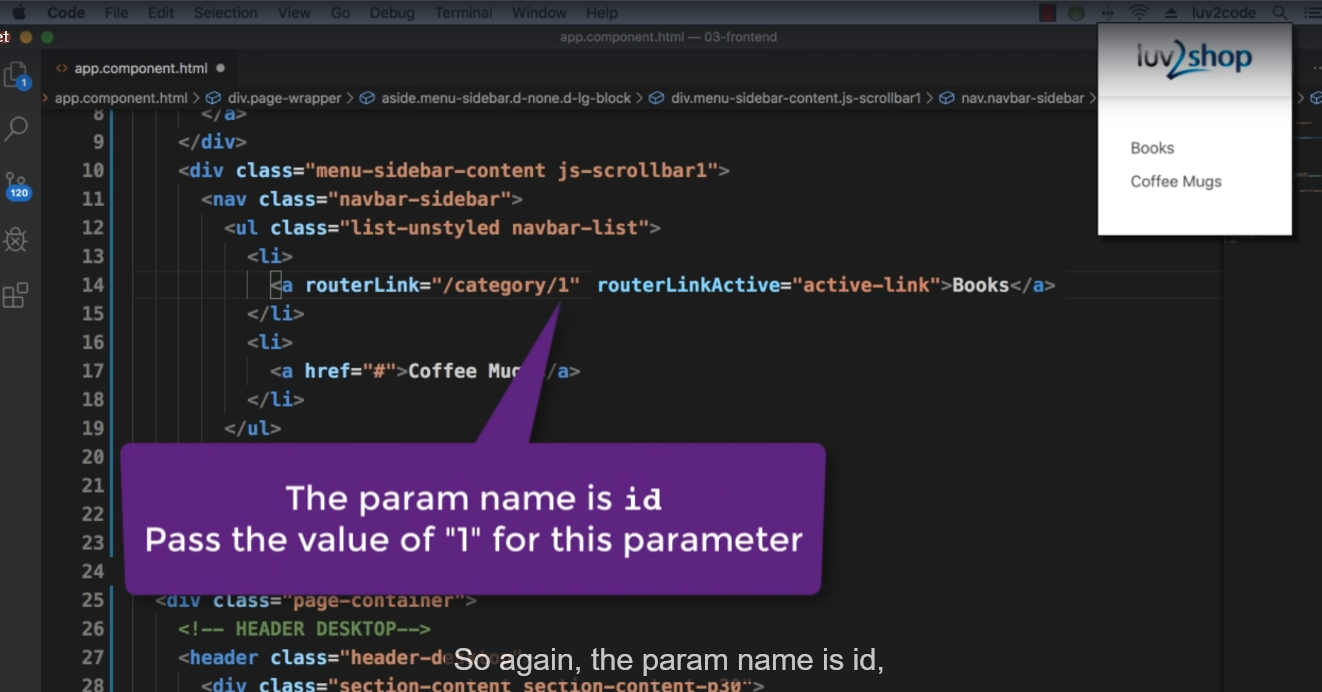 Code File Edit Selection View Go Debug Terminal Window Help luv2code
et app.component.html — 03-frontend
<> app.component.html ●
1
> app.component.html > div.page-wrapper > aside.menu-sidebar.d-none.d-lg-block > div.menu-sidebar-content.js-scrollbar1 > nav.navbar-sidebar >
luv2shop
Books
Coffee Mugs
120
8 </a>
9 </div>
10 <div class="menu-sidebar-content js-scrollbar1">
11 <nav class="navbar-sidebar">
12 <ul class="list-unstyled navbar-list">
13 <li>
14 <a routerLink="/category/1" routerLinkActive="active-link">Books</a>
15 </li>
16 <li>
17 <a href="#">Coffee Mug /a>
18 </li>
19 </ul>
20
21
22
23
24
The param name is id
Pass the value of "1" for this parameter
25 <div class="page-container">
26 <!-- HEADER DESKTOP-->
27 <header class="header-de
28 <div class="section-content section-content-p30">
So again, the param name is id,